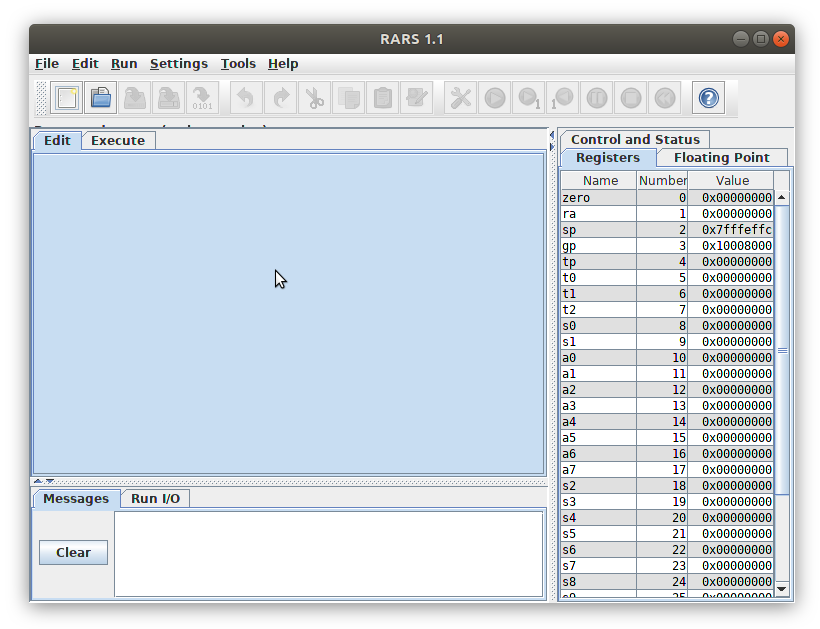 RARS 1.1
File Edit Run Settings Tools Help
0101
1
1
?
Edit Execute
Control and Status
Registers Floating Point
Name Number Value
zero 0 0x00000000
ra 1 0x00000000
sp 2 0x7fffeffc
gp 3 0x10008000
tp 4 0x00000000
t0 5 0x00000000
t1 6 0x00000000
t2 7 0x00000000
s0 8 0x00000000
s1 9 0x00000000
a0 10 0x00000000
a1 11 0x00000000
a2 12 0x00000000
a3 13 0x00000000
a4 14 0x00000000
a5 15 0x00000000
a6 16 0x00000000
a7 17 0x00000000
s2 18 0x00000000
s3 19 0x00000000
s4 20 0x00000000
s5 21 0x00000000
s6 22 0x00000000
s7 23 0x00000000
s8 24 0x00000000
Messages Run I/O
Clear